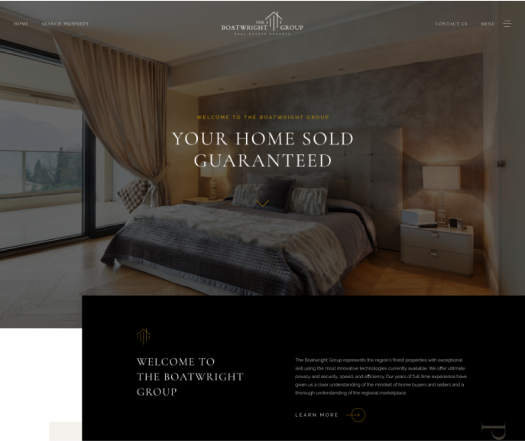 HOME
SEARCH PROPERTY
THE
BOATWRIGHT GROUP
REAL ESTATE EXPERTS
CONTACT US
MENU
WELCOME TO THE BOATWRIGHT GROUP
YOUR HOME SOLD
GUARANTEED
WELCOME TO
THE BOATWRIGHT
GROUP
The Boatwright Group represents the region's finest properties with exceptional
skill using the most innovative technologies currently available. We offer ultimate
privacy and security, speed, and efficiency. Our years of full-time experience have
given us a clear understanding of the mindset of home buyers and sellers and a
thorough understanding of the regional marketplace.
LEARN MORE